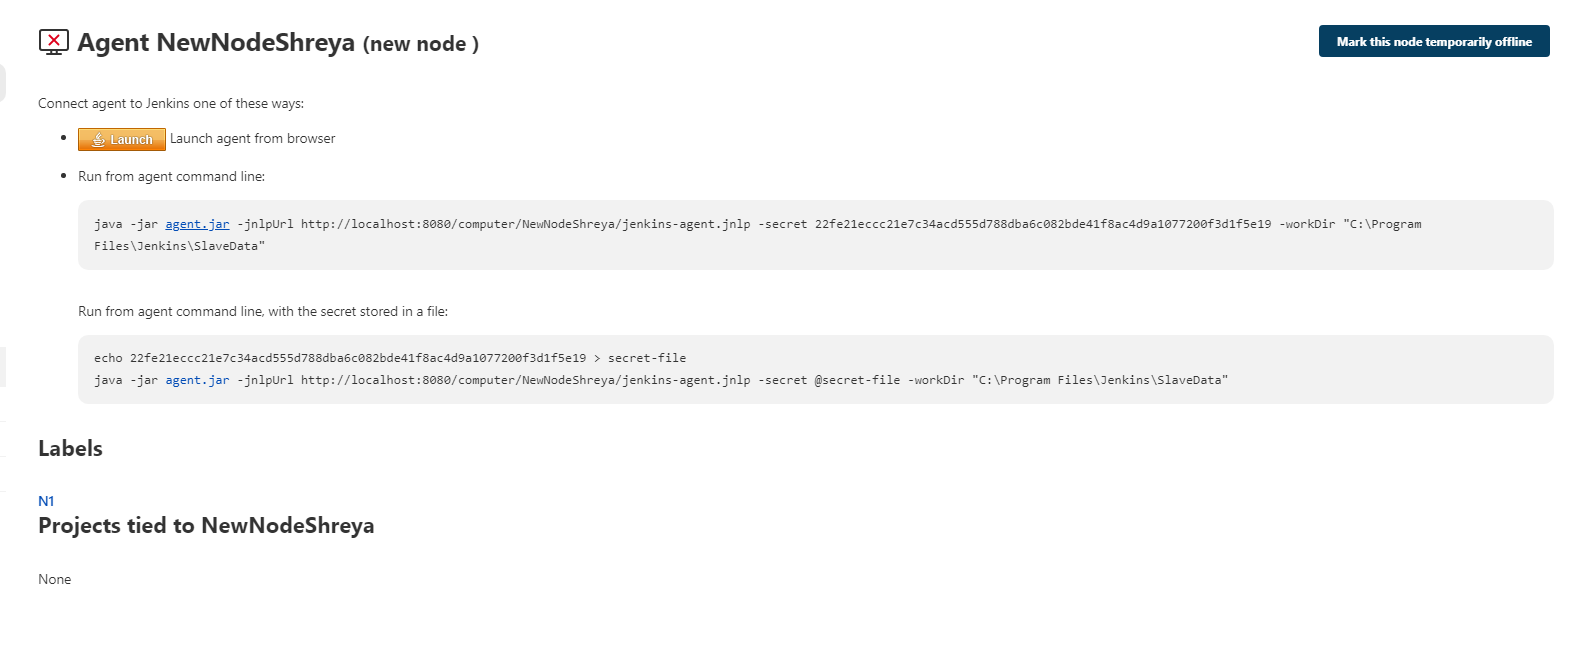 Agent NewNodeShreya (new node )
Mark this node temporarily offline
Connect agent to Jenkins one of these ways:
Launch Launch agent from browser
Run from agent command line:
java -jar agent.jar -jnlpUrl http://localhost:8080/computer/NewNodeShreya/jenkins-agent.jnlp -secret 22fe21eccc21e7c34acd555d788dba6c082bde41f8ac4d9a1077200f3d1f5e19 -workDir "C:\Program
Files\Jenkins\SlaveData"
Run from agent command line, with the secret stored in a file:
echo 22fe21eccc21e7c34acd555d788dba6c082bde41f8ac4d9a1077200f3d1f5e19 > secret-file
java -jar agent.jar -jnlpUrl http://localhost:8080/computer/NewNodeShreya/jenkins-agent.jnlp -secret @secret-file -workDir "C:\Program Files\Jenkins\SlaveData"
Labels
N1
Projects tied to NewNodeShreya
None